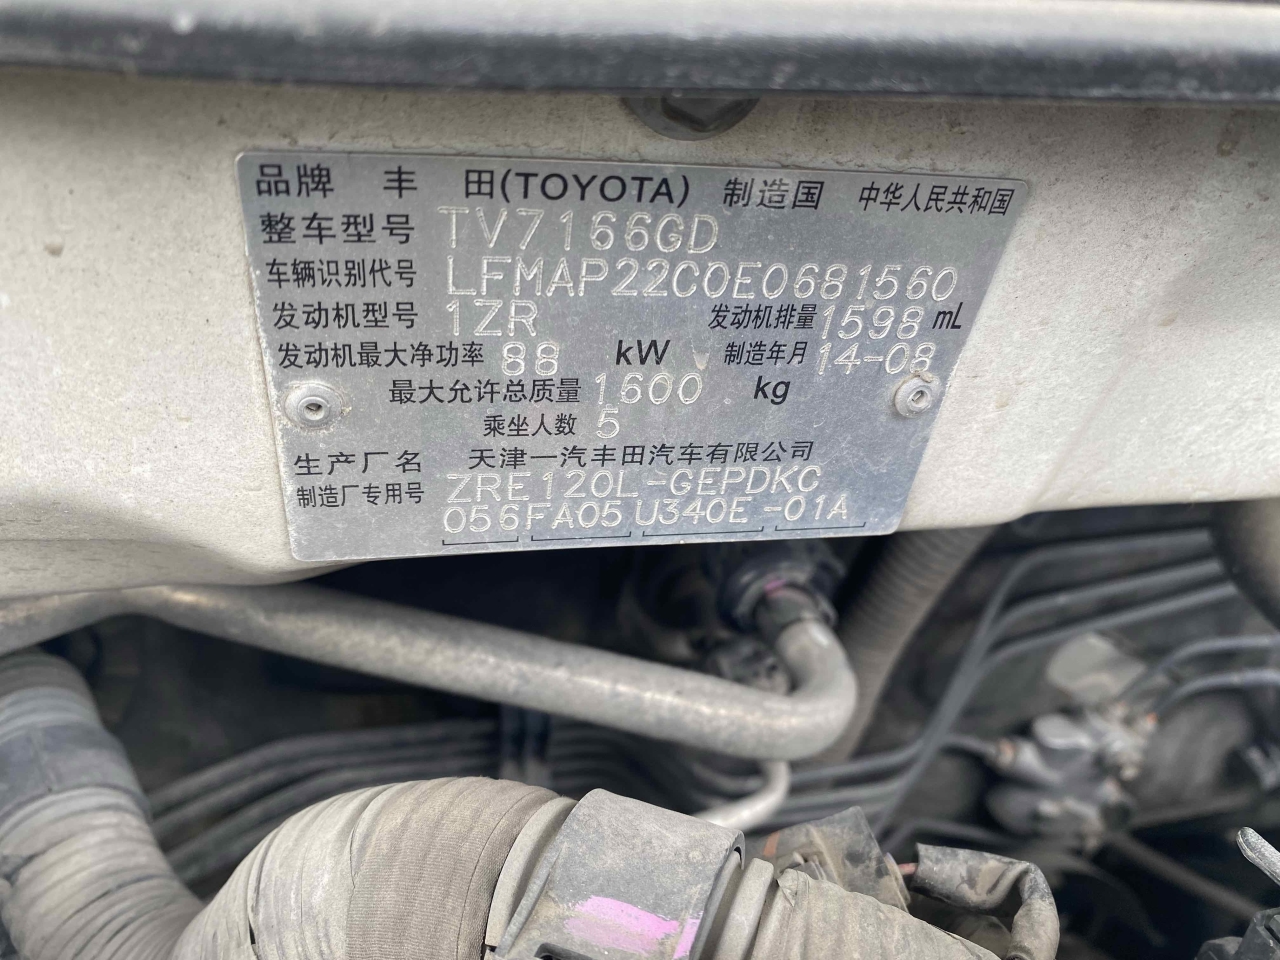 品牌 丰 田(TOYOTA) 制造国 中华人民共和国
整车型号 TV7166GD
车辆识别代号 LFMAP22C0E0681560
发动机型号 1ZR 发动机排量 1598 mL
发动机最大净功率 88 kW 制造年月 14-08
最大允许总质量 1600 kg
乘坐人数 5
生产厂名 天津一汽丰田汽车有限公司
制造厂专用号 ZRE120L-GEPDKC
056FA05 U340E -01A